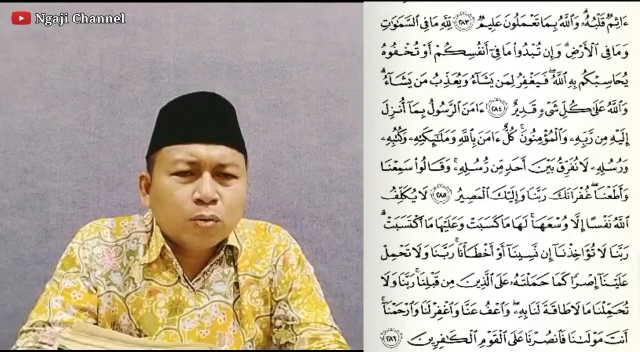 Ngaji Channel
ءَاثِمٌ قَلْبُهُۥ ۗ وَٱللَّهُ بِمَا تَعْمَلُونَ عَلِيمٌ ۝٢٨٣ لِّلَّهِ مَا فِى ٱلسَّمَٰوَٰتِ
وَمَا فِى ٱلْأَرْضِ ۗ وَإِن تُبْدُوا۟ مَا فِىٓ أَنفُسِكُمْ أَوْ تُخْفُوهُ
يُحَاسِبْكُم بِهِ ٱللَّهُ ۖ فَيَغْفِرُ لِمَن يَشَآءُ وَيُعَذِّبُ مَن يَشَآءُ ۗ
وَٱللَّهُ عَلَىٰ كُلِّ شَىْءٍ قَدِيرٌ ۝٢٨٤ ءَامَنَ ٱلرَّسُولُ بِمَآ أُنزِلَ
إِلَيْهِ مِن رَّبِّهِۦ وَٱلْمُؤْمِنُونَ ۚ كُلٌّ ءَامَنَ بِٱللَّهِ وَمَلَٰٓئِكَتِهِۦ وَكُتُبِهِۦ
وَرُسُلِهِۦ لَا نُفَرِّقُ بَيْنَ أَحَدٍ مِّن رُّسُلِهِۦ ۚ وَقَالُوا۟ سَمِعْنَا
وَأَطَعْنَا ۖ غُفْرَانَكَ رَبَّنَا وَإِلَيْكَ ٱلْمَصِيرُ ۝٢٨٥ لَا يُكَلِّفُ
ٱللَّهُ نَفْسًا إِلَّا وُسْعَهَا ۚ لَهَا مَا كَسَبَتْ وَعَلَيْهَا مَا ٱكْتَسَبَتْ ۗ
رَبَّنَا لَا تُؤَاخِذْنَآ إِن نَّسِينَآ أَوْ أَخْطَأْنَا ۚ رَبَّنَا وَلَا تَحْمِلْ
عَلَيْنَآ إِصْرًا كَمَا حَمَلْتَهُۥ عَلَى ٱلَّذِينَ مِن قَبْلِنَا ۚ رَبَّنَا وَلَا
تُحَمِّلْنَا مَا لَا طَاقَةَ لَنَا بِهِۦ ۖ وَٱعْفُ عَنَّا وَٱغْفِرْ لَنَا وَٱرْحَمْنَآ ۚ
أَنتَ مَوْلَىٰنَا فَٱنصُرْنَا عَلَى ٱلْقَوْمِ ٱلْكَٰفِرِينَ ۝٢٨٦